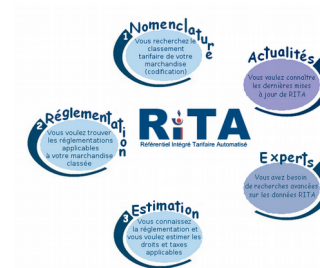 1 Nomenclature
Vous recherchez le
classement
tarifaire de votre
marchandise
(codification)
Actualités
Vous voulez connaître
les dernières mises
à jour de RITA
2 Réglementation
Vous voulez trouver
les réglementations
applicables
à votre marchandise
classée
RiTA
Référentiel Intégré Tarifaire Automatisé
Experts
Vous avez besoin
de recherches avancées
sur les données RITA
3 Estimation
Vous connaissez
la réglementation et
vous voulez estimer les
droits et taxes
applicables